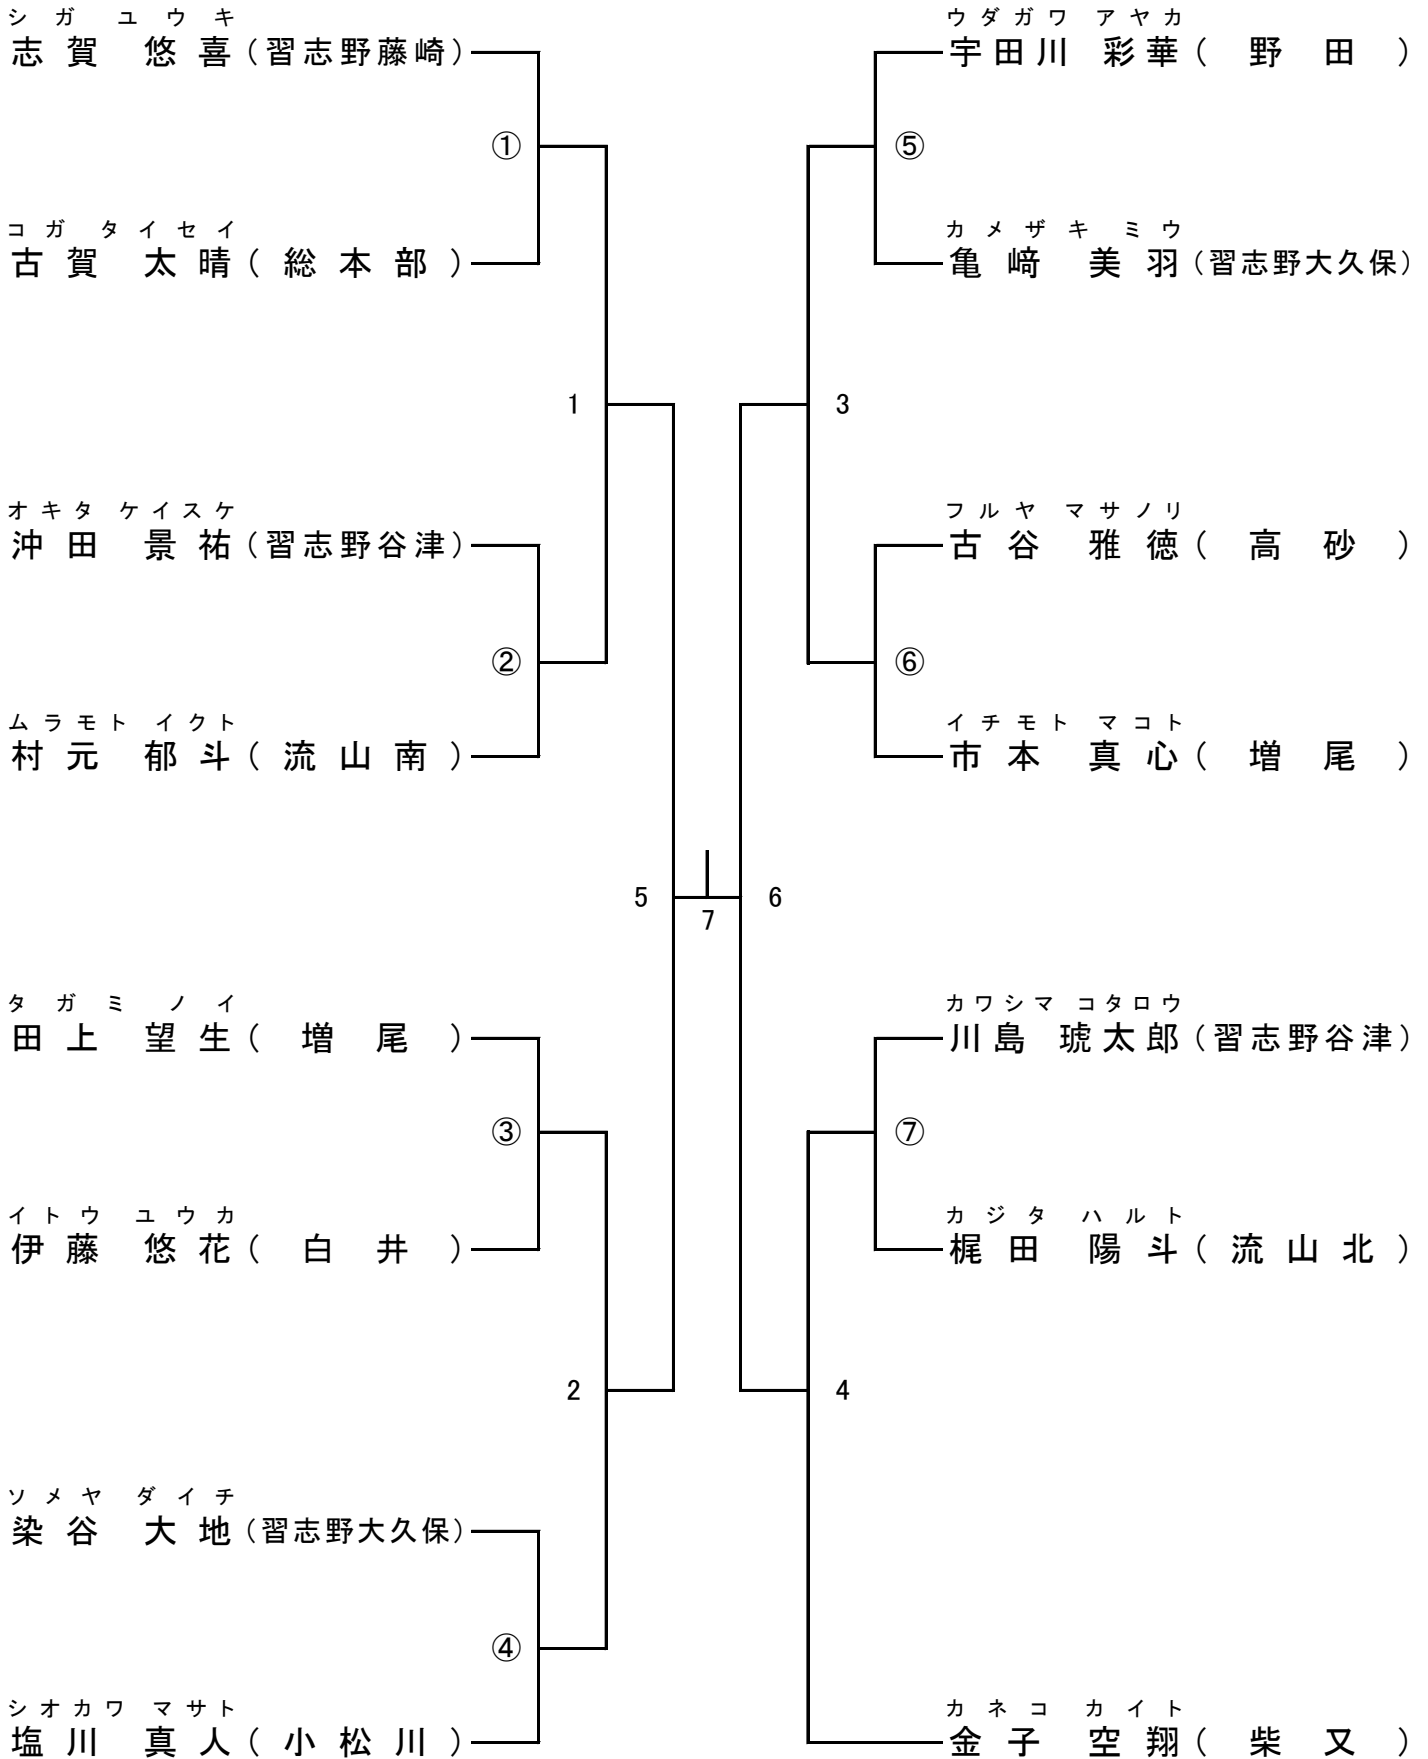 シガ ユウキ
志賀 悠喜(習志野藤崎)
①
コガ タイセイ
古賀 太晴(総本部)
1
オキタ ケイスケ
沖田 景祐(習志野谷津)
②
ムラモト イクト
村元 郁斗(流山南)
5
タガミ ノイ
田上 望生(増尾)
③
イトウ ユウカ
伊藤 悠花(白井)
2
ソメヤ ダイチ
染谷 大地(習志野大久保)
④
シオカワ マサト
塩川 真人(小松川)
7
ウダガワ アヤカ
宇田川 彩華(野田)
⑤
カメザキ ミウ
亀﨑 美羽(習志野大久保)
3
フルヤ マサノリ
古谷 雅徳(高砂)
⑥
イチモト マコト
市本 真心(増尾)
6
カワシマ コタロウ
川島 琥太郎(習志野谷津)
⑦
カジタ ハルト
梶田 陽斗(流山北)
4
カネコ カイト
金子 空翔(柴又)